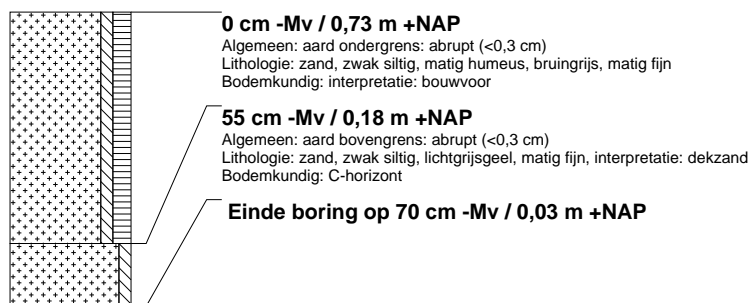 0 cm -Mv / 0,73 m +NAP
Algemeen: aard ondergrens: abrupt (<0,3 cm)
Lithologie: zand, zwak siltig, matig humeus, bruingrijs, matig fijn
Bodemkundig: interpretatie: bouwvoor
55 cm -Mv / 0,18 m +NAP
Algemeen: aard bovengrens: abrupt (<0,3 cm)
Lithologie: zand, zwak siltig, lichtgrijsgeel, matig fijn, interpretatie: dekzand
Bodemkundig: C-horizont
Einde boring op 70 cm -Mv / 0,03 m +NAP